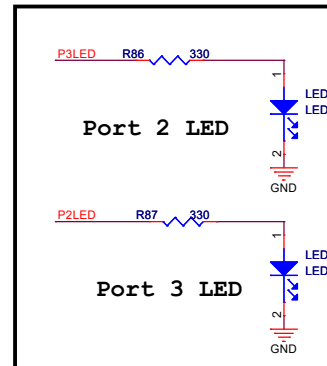 P3LED R86 330
1
LED
LED
Port 2 LED
2
GND
P2LED R87 330
1
LED
LED
Port 3 LED
2
GND